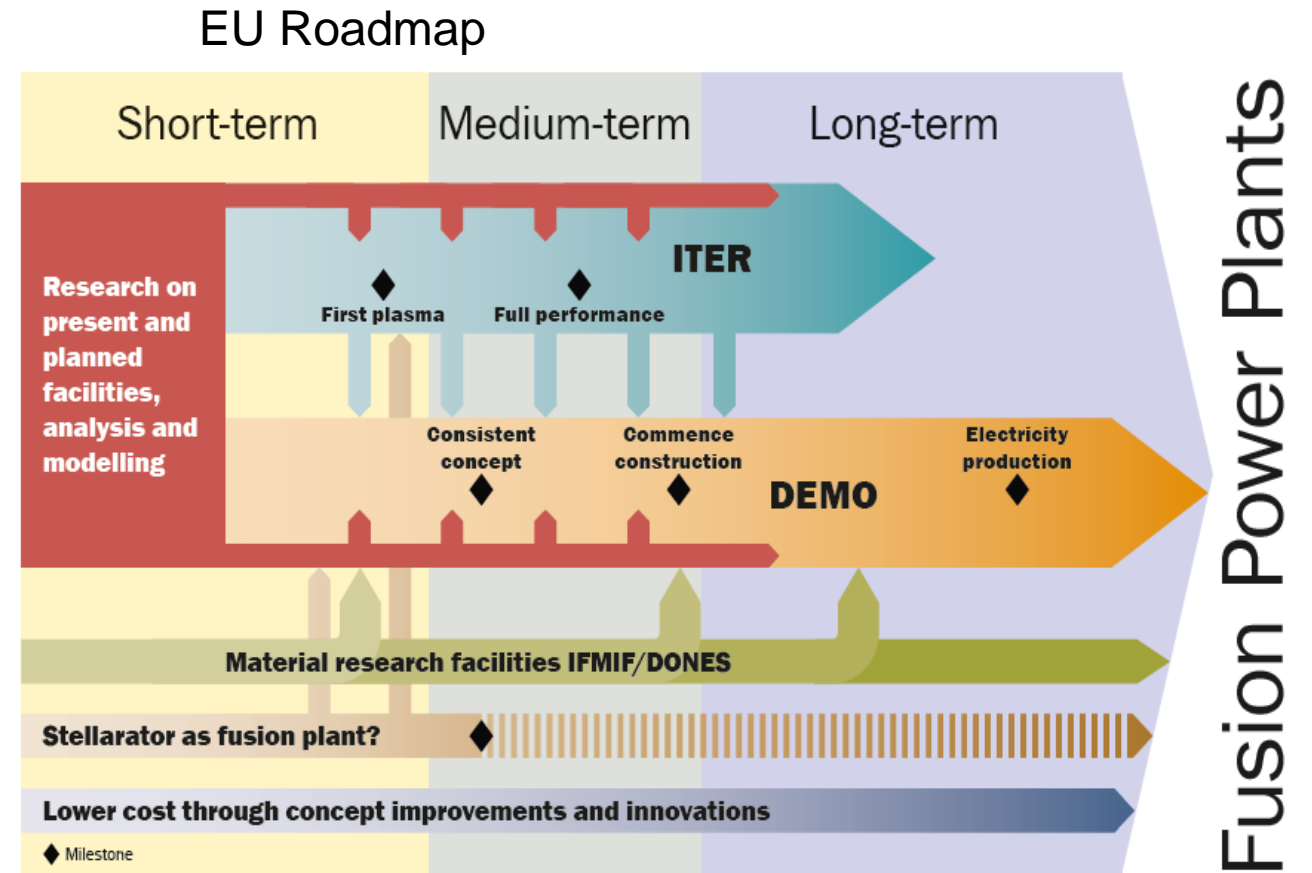 EU Roadmap
Short-term
Medium-term
Long-term
Research on
present and
planned
facilities,
analysis and
modelling
ITER
First plasma
Full performance
Consistent
concept
Commence
construction
Electricity
production
DEMO
Material research facilities IFMIF/DONES
Stellarator as fusion plant?
Lower cost through concept improvements and innovations
Milestone
Fusion Power Plants